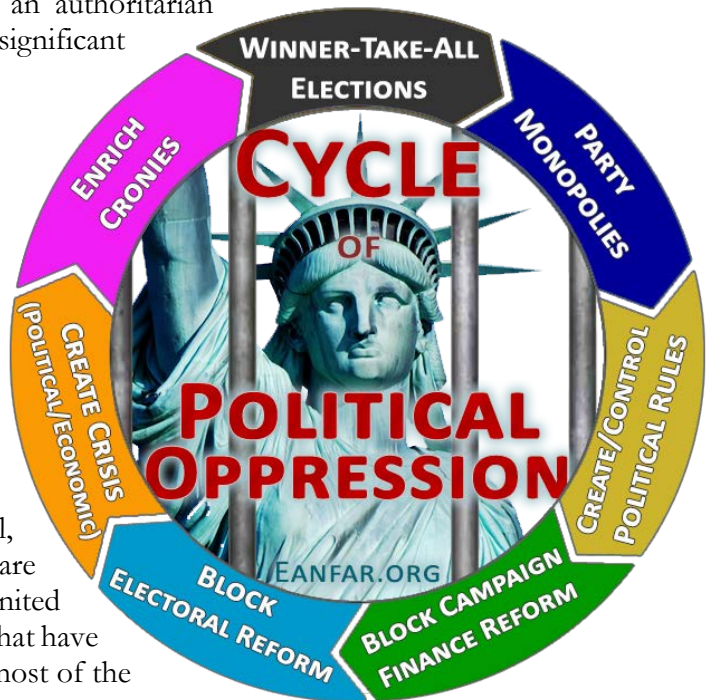 an authoritarian
significant
WINNER-TAKE-ALL
ELECTIONS
PARTY
MONOPOLIES
CREATE/CONTROL
POLITICAL RULES
BLOCK CAMPAIGN
FINANCE REFORM
BLOCK
ELECTORAL REFORM
CREATE CRISIS
(POLITICAL/ECONOMIC)
ENRICH
CRONIES
CYCLE
OF
POLITICAL
OPPRESSION
EANFAR.ORG
are
that have
most of the